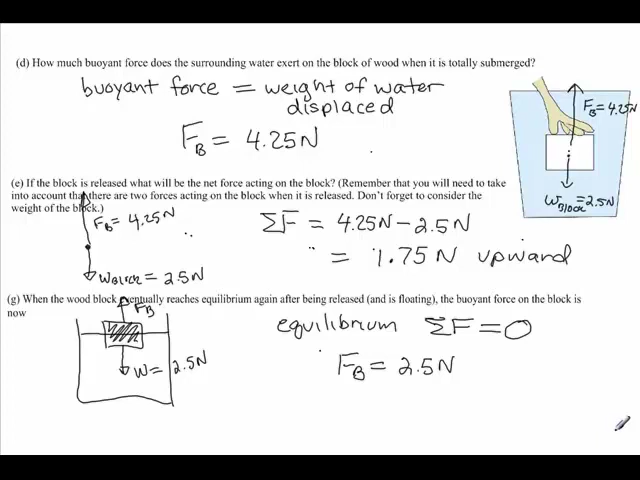 (d) How much buoyant force does the surrounding water exert on the block of wood when it is totally submerged?
buoyant force = weight of water
displaced
F_B = 4.25N
F_B = 4.25N
W_Block = 2.5N
(e) If the block is released what will be the net force acting on the block? (Remember that you will need to take
into account that there are two forces acting on the block when it is released. Don't forget to consider the
weight of the block.)
F_B = 4.25N
W_Block = 2.5N
ΣF = 4.25N - 2.5N
= 1.75N upward
(g) When the wood block eventually reaches equilibrium again after being released (and is floating), the buoyant force on the block is
now
F_B
W = 2.5N
equilibrium ΣF = 0
F_B = 2.5N